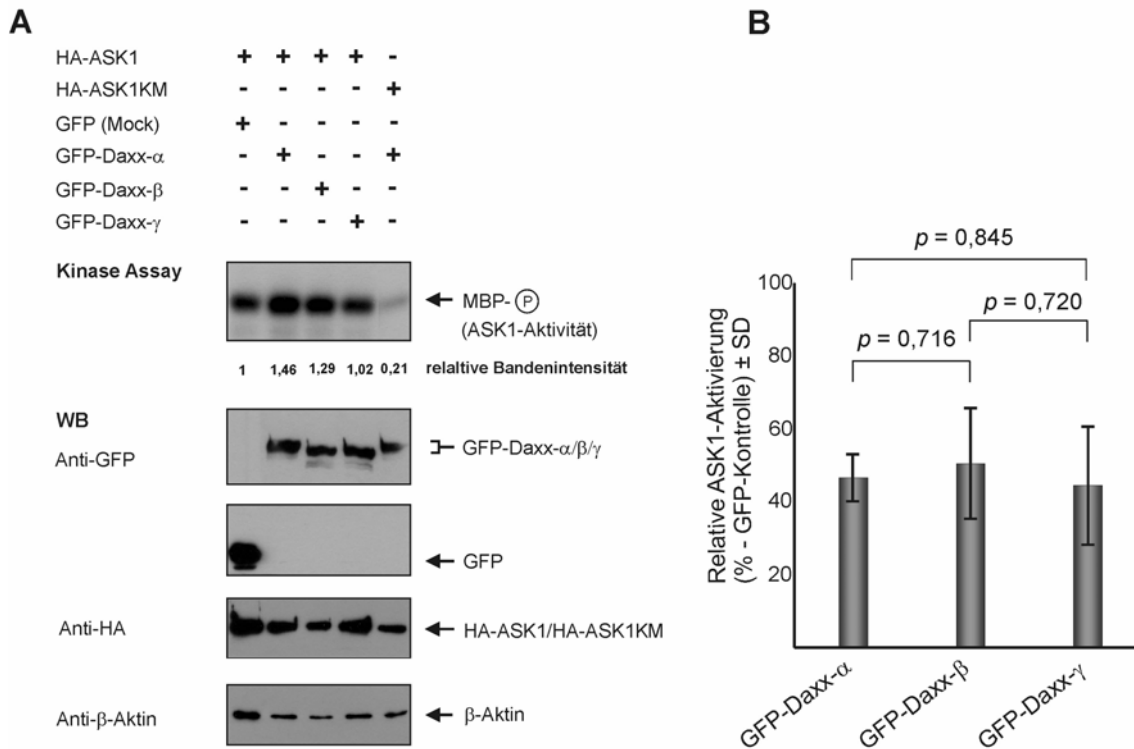 A
HA-ASK1 + + + + -
HA-ASK1KM - - - - +
GFP (Mock) + - - - -
GFP-Daxx-α - + - - +
GFP-Daxx-β - - + - -
GFP-Daxx-γ - - - + -
Kinase Assay
MBP- P
(ASK1-Aktivität)
1 1,46 1,29 1,02 0,21 relaltive Bandenintensität
WB
Anti-GFP
GFP-Daxx-α/β/γ
GFP
Anti-HA
HA-ASK1/HA-ASK1KM
Anti-β-Aktin
β-Aktin
B
p = 0,845
p = 0,720
p = 0,716
Relative ASK1-Aktivierung
(% - GFP-Kontrolle) ± SD
100
80
60
40
20
GFP-Daxx-α
GFP-Daxx-β
GFP-Daxx-γ